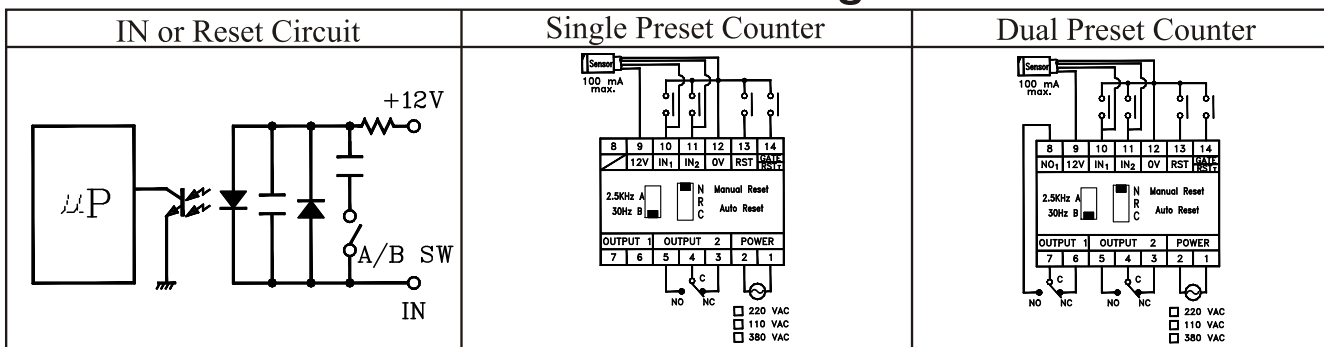 IN or Reset Circuit
Single Preset Counter
Dual Preset Counter
+12V
μP
A/B SW
IN
Sensor
100 mA
max.
8 9 10 11 12 13 14
12V IN₁ IN₂ 0V RST GATE
RST₁
2.5KHz A
30Hz B
N
R
C
Manual Reset
Auto Reset
OUTPUT 1 OUTPUT 2 POWER
7 6 5 4 3 2 1
C
NO NC
220 VAC
110 VAC
380 VAC
Sensor
100 mA
max.
8 9 10 11 12 13 14
NO₁ 12V IN₁ IN₂ 0V RST GATE
2.5KHz A
30Hz B
N
R
C
Manual Reset
Auto Reset
OUTPUT 1 OUTPUT 2 POWER
7 6 5 4 3 2 1
C C
NO NC NO NC
220 VAC
110 VAC
380 VAC